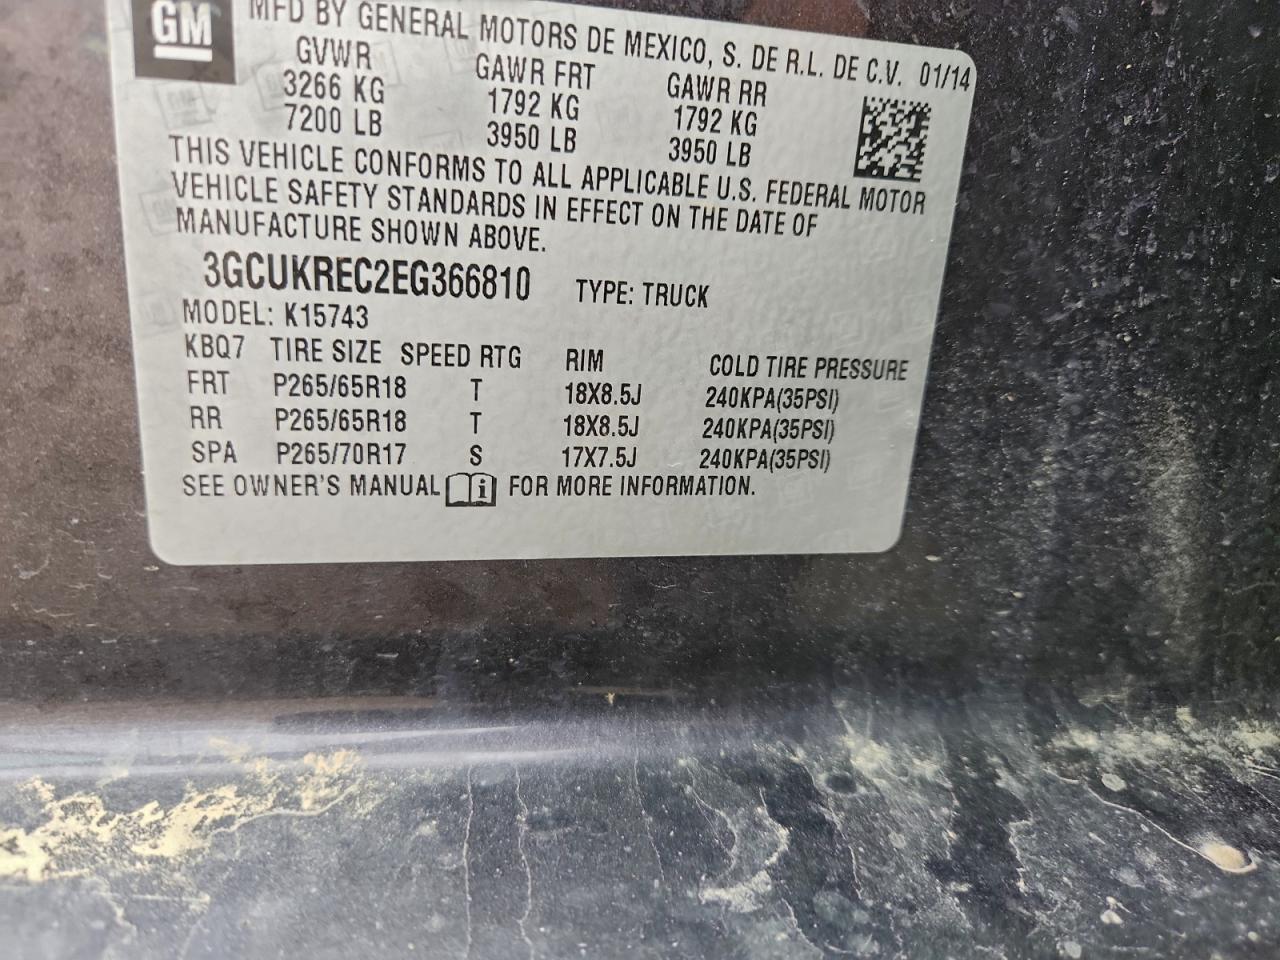 GM
MFD BY GENERAL MOTORS DE MEXICO, S. DE R.L. DE C.V. 01/14
GVWR GAWR FRT GAWR RR
3266 KG 1792 KG 1792 KG
7200 LB 3950 LB 3950 LB
THIS VEHICLE CONFORMS TO ALL APPLICABLE U.S. FEDERAL MOTOR
VEHICLE SAFETY STANDARDS IN EFFECT ON THE DATE OF
MANUFACTURE SHOWN ABOVE.
3GCUKREC2EG366810 TYPE: TRUCK
MODEL: K15743
KBQ7 TIRE SIZE SPEED RTG RIM COLD TIRE PRESSURE
FRT P265/65R18 T 18X8.5J 240KPA(35PSI)
RR P265/65R18 T 18X8.5J 240KPA(35PSI)
SPA P265/70R17 S 17X7.5J 240KPA(35PSI)
SEE OWNER'S MANUAL i FOR MORE INFORMATION.